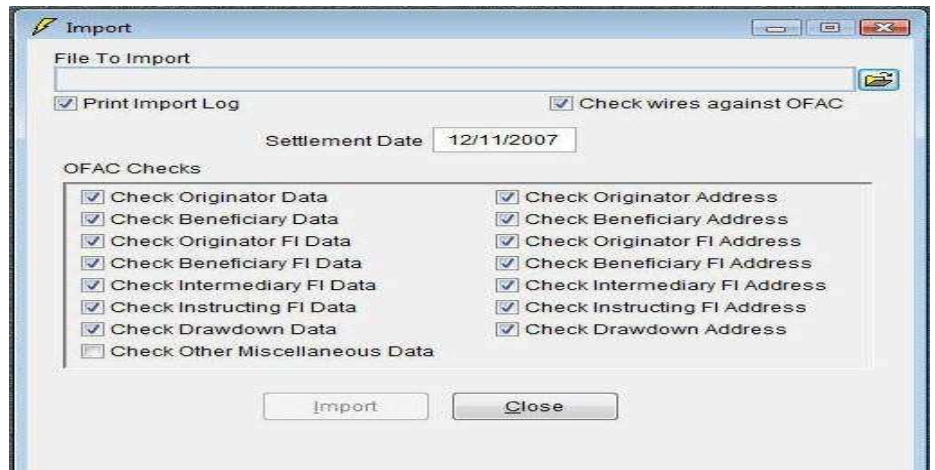 Import
File To Import
Print Import Log
Check wires against OFAC
Settlement Date 12/11/2007
OFAC Checks
Check Originator Data
Check Originator Address
Check Beneficiary Data
Check Beneficiary Address
Check Originator FI Data
Check Originator FI Address
Check Beneficiary FI Data
Check Beneficiary FI Address
Check Intermediary FI Data
Check Intermediary FI Address
Check Instructing FI Data
Check Instructing FI Address
Check Drawdown Data
Check Drawdown Address
Check Other Miscellaneous Data
Import
Close